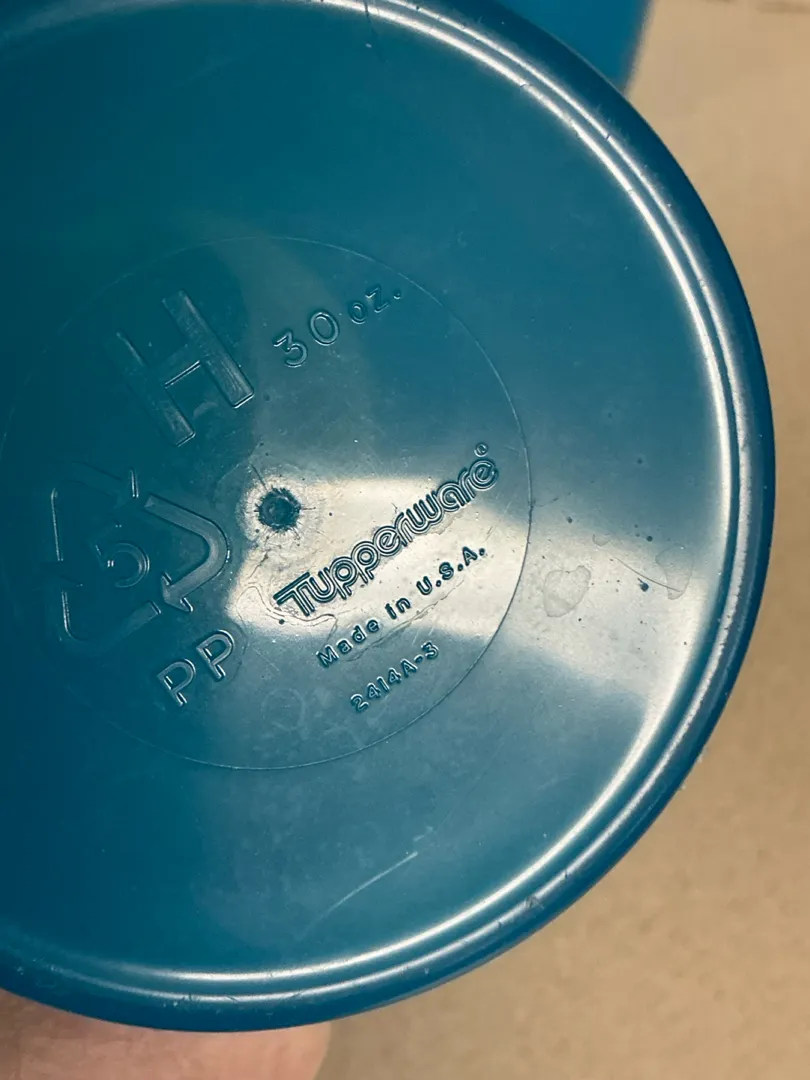 H
30 oz.
5
PP
Tupperware®
Made in U.S.A.
2414A-3